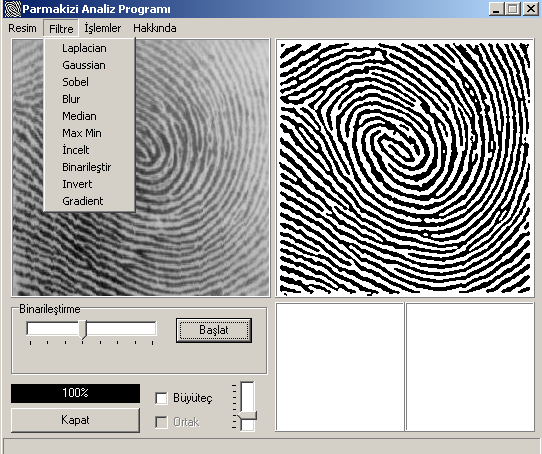 Parmakizi Analiz Programı
Resim Filtre İşlemler Hakkında
Laplacian
Gaussian
Sobel
Blur
Median
Max Min
İncelt
Binarileştir
Invert
Gradient
Binarileştirme
Başlat
100%
Büyüteç
Kapat
Ortak